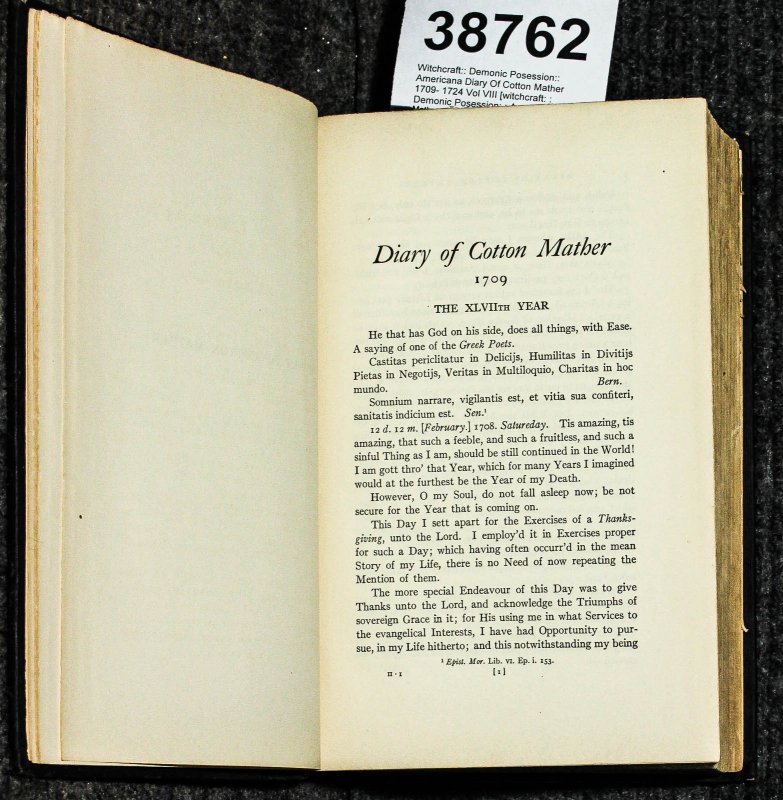 38762
Witchcraft:: Demonic Posession::
Americana Diary Of Cotton Mather
1709- 1724 Vol VIII [witchcraft: :
Demonic Posession:
Diary of Cotton Mather
1709
THE XLVIITH YEAR
He that has God on his side, does all things, with Ease.
A saying of one of the Greek Poets.
Castitas periclitatur in Delicijs, Humilitas in Divitijs
Pietas in Negotijs, Veritas in Multiloquio, Charitas in hoc
mundo. Bern.
Somnium narrare, vigilantis est, et vitia sua confiteri,
sanitatis indicium est. Sen.¹
12 d. 12 m. [February.] 1708. Satureday. Tis amazing, tis
amazing, that such a feeble, and such a fruitless, and such a
sinful Thing as I am, should be still continued in the World!
I am gott thro' that Year, which for many Years I imagined
would at the furthest be the Year of my Death.
However, O my Soul, do not fall asleep now; be not
secure for the Year that is coming on.
This Day I sett apart for the Exercises of a Thanks-
giving, unto the Lord. I employ'd it in Exercises proper
for such a Day; which having often occurr'd in the mean
Story of my Life, there is no Need of now repeating the
Mention of them.
The more special Endeavour of this Day was to give
Thanks unto the Lord, and acknowledge the Triumphs of
sovereign Grace in it; for His using me in what Services to
the evangelical Interests, I have had Opportunity to pur-
sue, in my Life hitherto; and this notwithstanding my being
¹ Epist. Mor. Lib. VI. Ep. i. 153.
II · I [1]